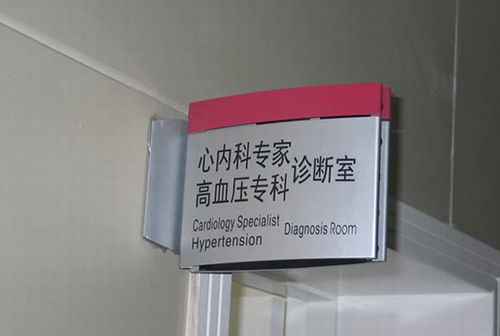 心内科专家
高血压专科 诊断室
Cardiology Specialist
Hypertension Diagnosis Room